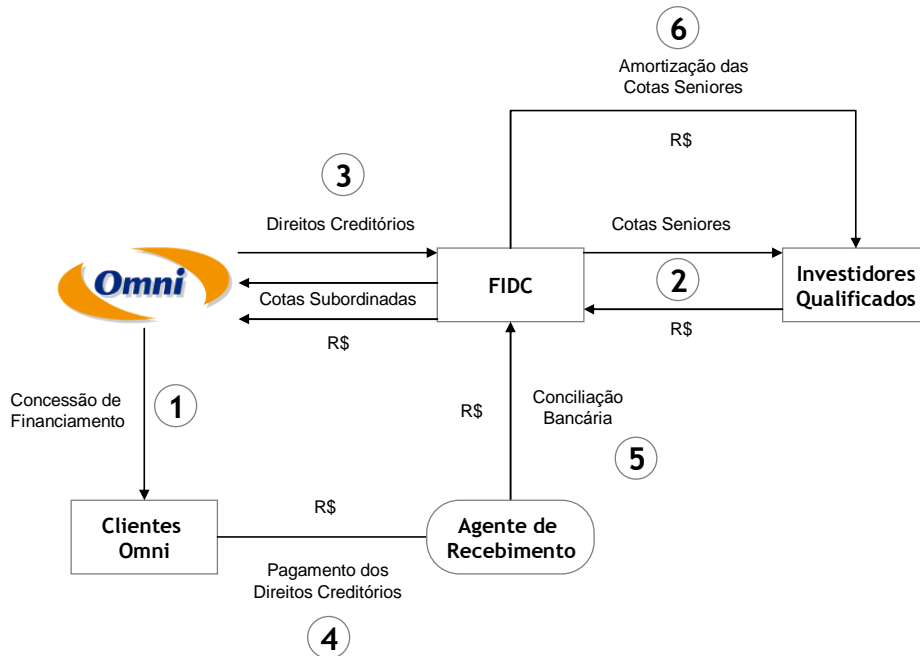 6
Amortização das
Cotas Seniores
R$
3
Direitos Creditórios
Cotas Seniores
Omni
FIDC
2
Investidores
Qualificados
Cotas Subordinadas
R$
R$
Concessão de
Financiamento
1
R$
Conciliação
Bancária
5
Clientes
Omni
R$
Agente de
Recebimento
Pagamento dos
Direitos Creditórios
4